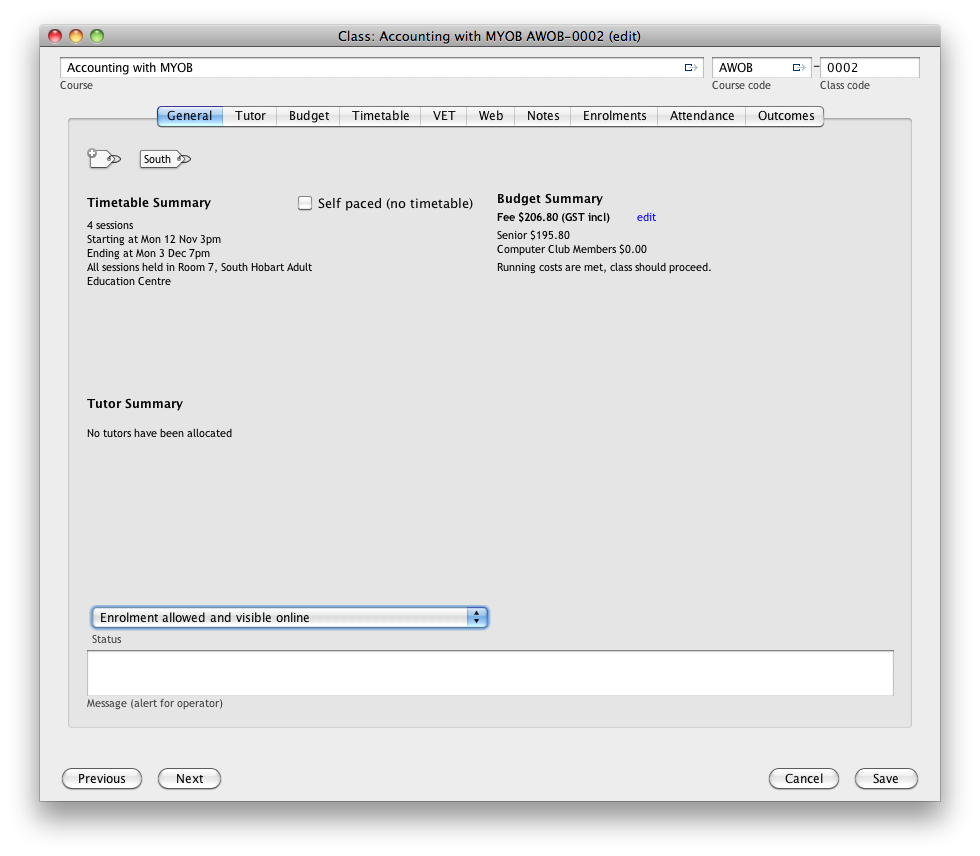 Class: Accounting with MYOB AWOB-0002 (edit)
Accounting with MYOB
AWOB
–
0002
Course
Course code
Class code
General
Tutor
Budget
Timetable
VET
Web
Notes
Enrolments
Attendance
Outcomes
South
Timetable Summary
Self paced (no timetable)
4 sessions
Starting at Mon 12 Nov 3pm
Ending at Mon 3 Dec 7pm
All sessions held in Room 7, South Hobart Adult
Education Centre
Budget Summary
Fee $206.80 (GST incl)
edit
Senior $195.80
Computer Club Members $0.00
Running costs are met, class should proceed.
Tutor Summary
No tutors have been allocated
Enrolment allowed and visible online
Status
Message (alert for operator)
Previous
Next
Cancel
Save